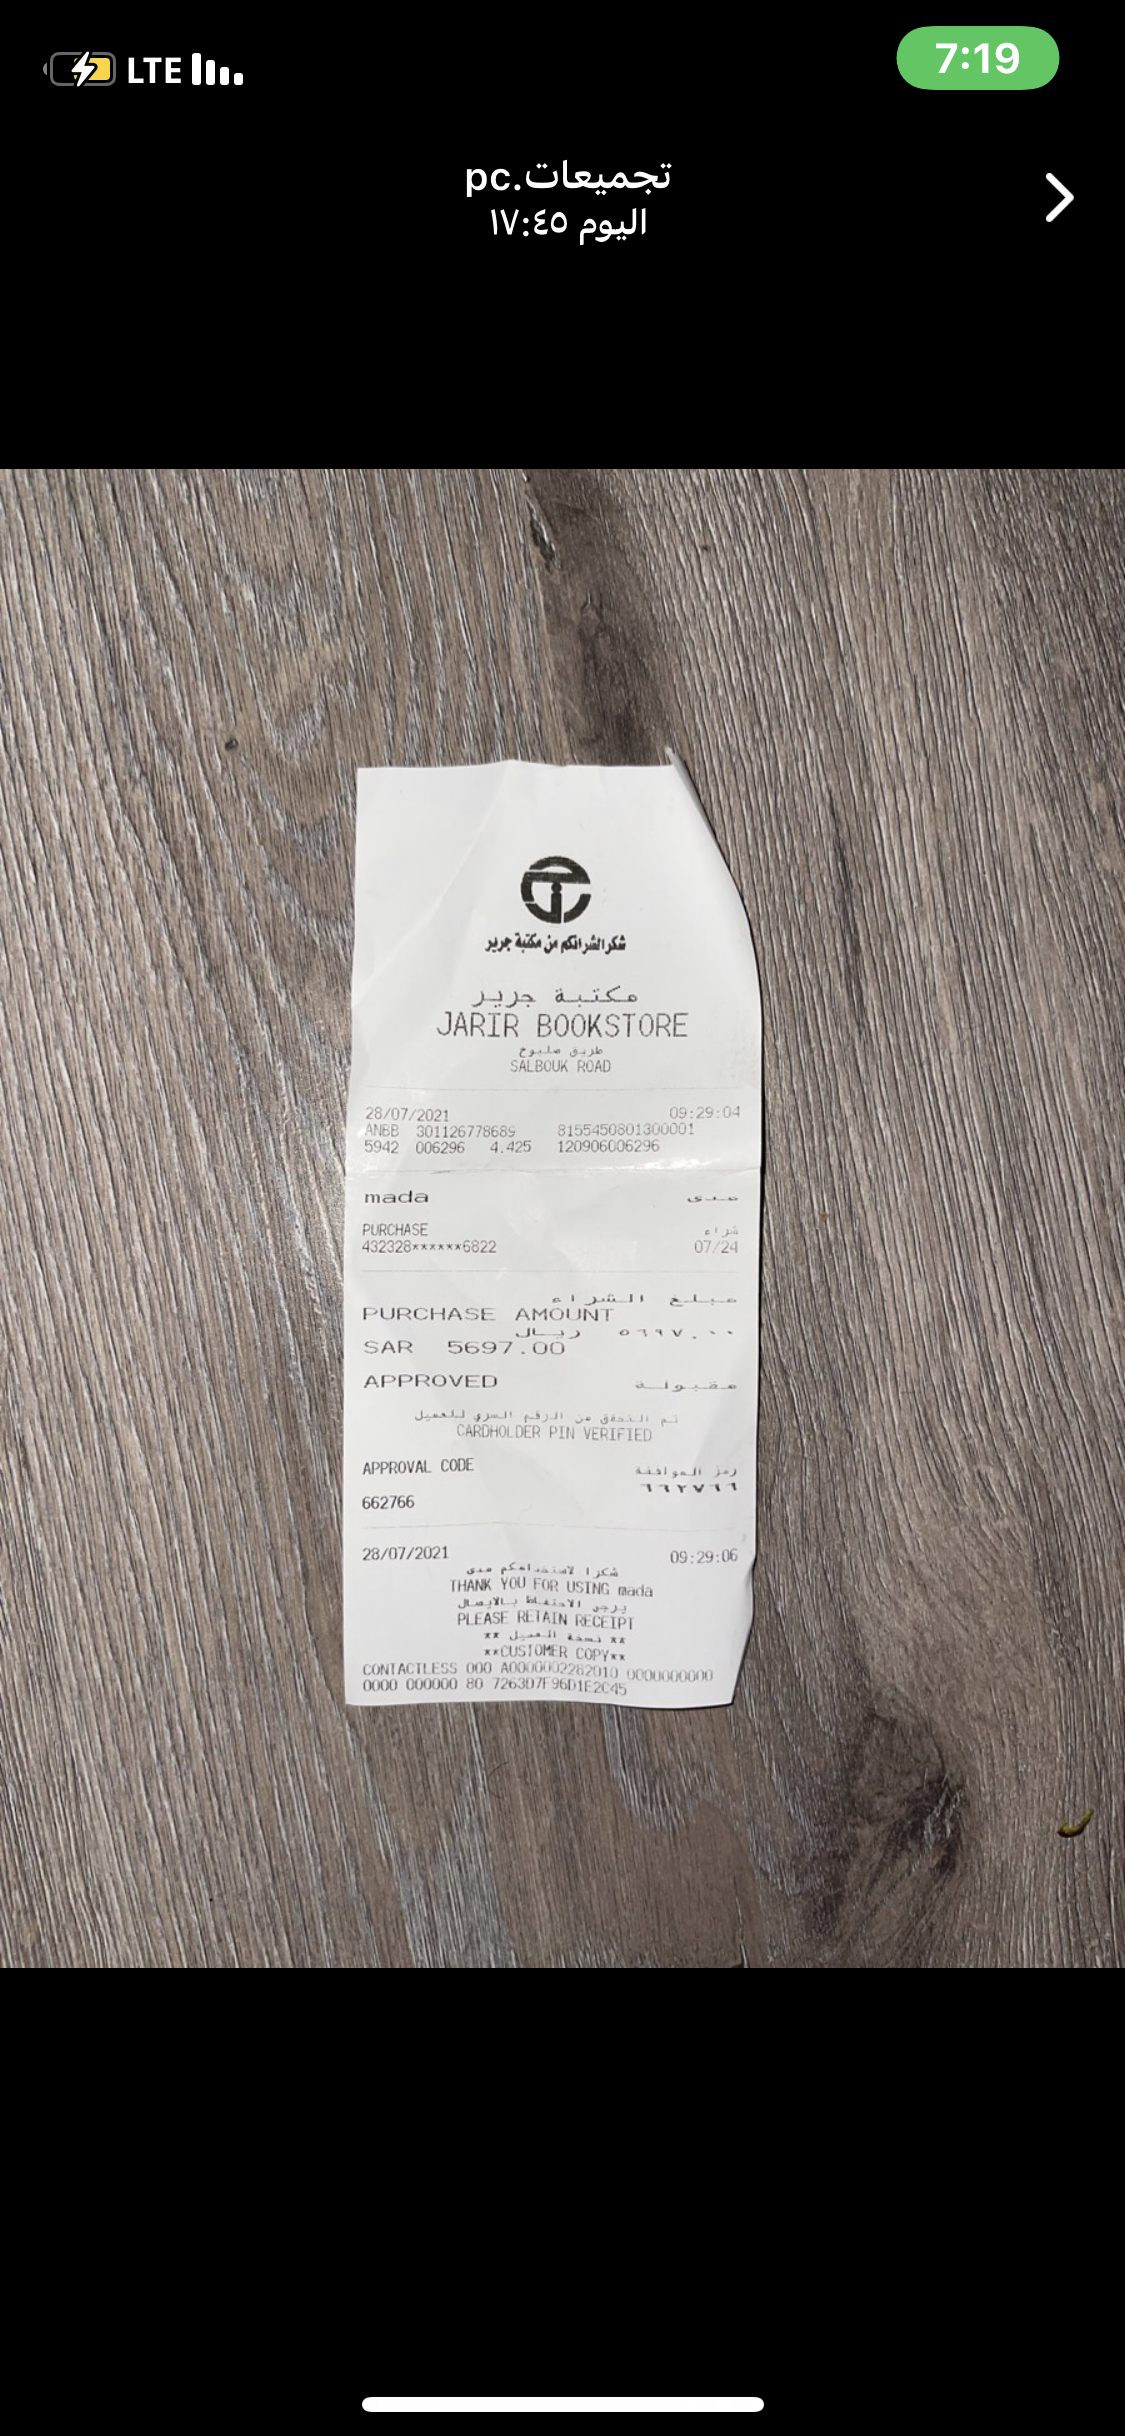 LTE
7:19
تجميعات.pc
اليوم ١٧:٤٥
شكرا لشرائكم من مكتبة جرير
مكتبة جرير
JARIR BOOKSTORE
طريق صلبوخ
SALBOUK ROAD
28/07/2021 09:29:04
ANBB 301126778689 8155450801300001
5942 006296 4.425 120906006296
mada مدى
PURCHASE شراء
432328******6822 07/24
مبلغ الشراء
PURCHASE AMOUNT
٥٦٩٧.٠٠ ريال
SAR 5697.00
APPROVED مقبولة
تم التحقق من الرقم السري للعميل
CARDHOLDER PIN VERIFIED
APPROVAL CODE رمز الموافقة
٦٦٢٧٦٦
662766
28/07/2021 09:29:06
شكرا لاستخدامكم مدى
THANK YOU FOR USING mada
يرجى الاحتفاظ بالايصال
PLEASE RETAIN RECEIPT
** نسخة العميل **
**CUSTOMER COPY**
CONTACTLESS 000 A0000002282010 0000000000
0000 000000 80 7263D7F96D1E2C45